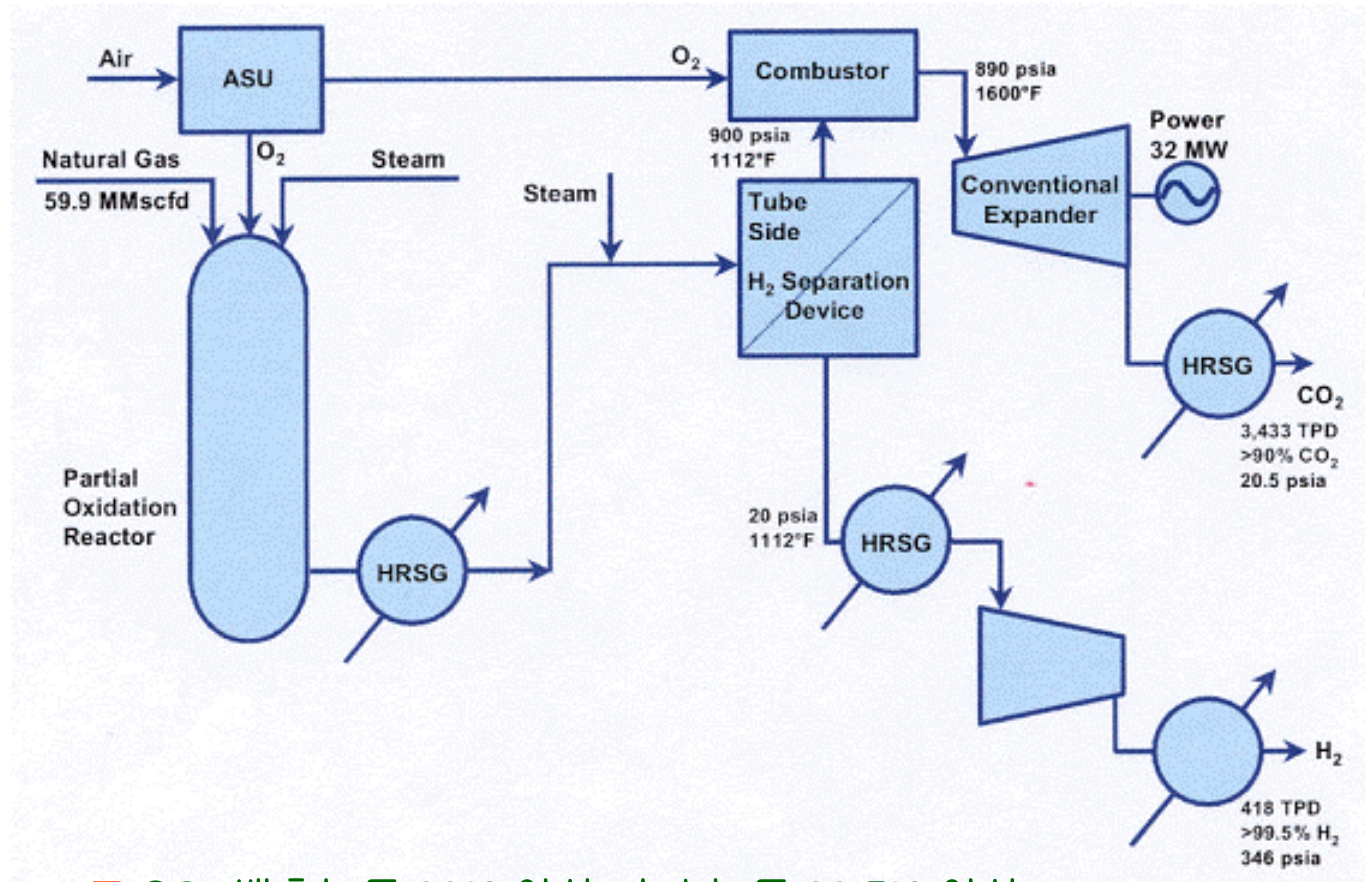 Air
ASU
O₂
Combustor
890 psia
1600°F
Power
32 MW
Natural Gas
59.9 MMscfd
O₂
Steam
Steam
900 psia
1112°F
Tube
Side
H₂ Separation
Device
Conventional
Expander
HRSG
CO₂
3,433 TPD
>90% CO₂
20.5 psia
Partial
Oxidation
Reactor
HRSG
20 psia
1112°F
HRSG
H₂
418 TPD
>99.5% H₂
346 psia